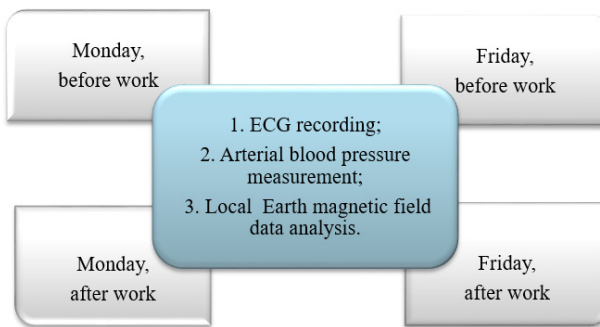 Monday,
before work
Friday,
before work
1. ECG recording;
2. Arterial blood pressure
measurement;
3. Local Earth magnetic field
data analysis.
Monday,
after work
Friday,
after work